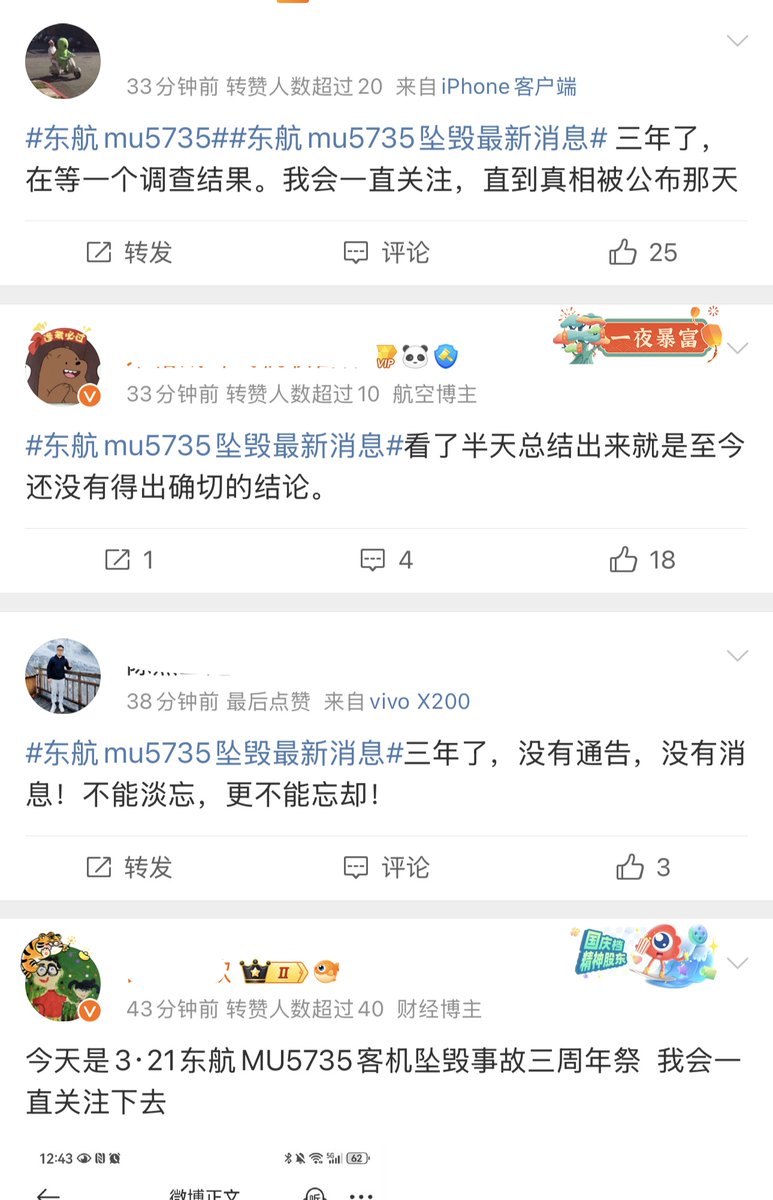 33分钟前 转赞人数超过20 来自 iPhone客户端
#东航mu5735##东航mu5735坠毁最新消息# 三年了，
在等一个调查结果。我会一直关注，直到真相被公布那天
转发 评论 25
一夜暴富
VIP
33分钟前 转赞人数超过10 航空博主
#东航mu5735坠毁最新消息#看了半天总结出来就是至今
还没有得出确切的结论。
1 4 18
38分钟前 最后点赞 来自 vivo X200
#东航mu5735坠毁最新消息#三年了，没有通告，没有消
息！不能淡忘，更不能忘却！
转发 评论 3
国庆档
精神股东
II
43分钟前 转赞人数超过40 财经博主
今天是3·21东航MU5735客机坠毁事故三周年祭 我会一
直关注下去
12:43 5G 62
微博正文